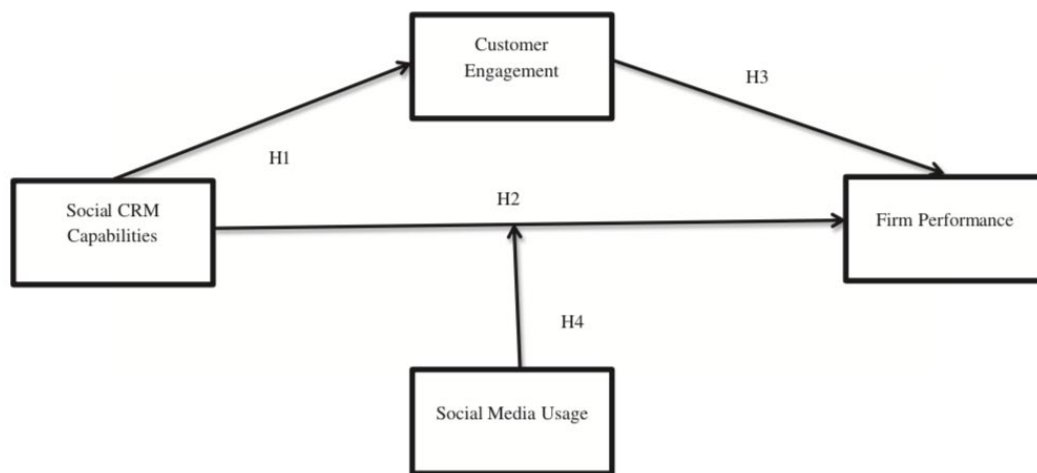 Customer
Engagement
H3
H1
Social CRM
Capabilities
H2
Firm Performance
H4
Social Media Usage